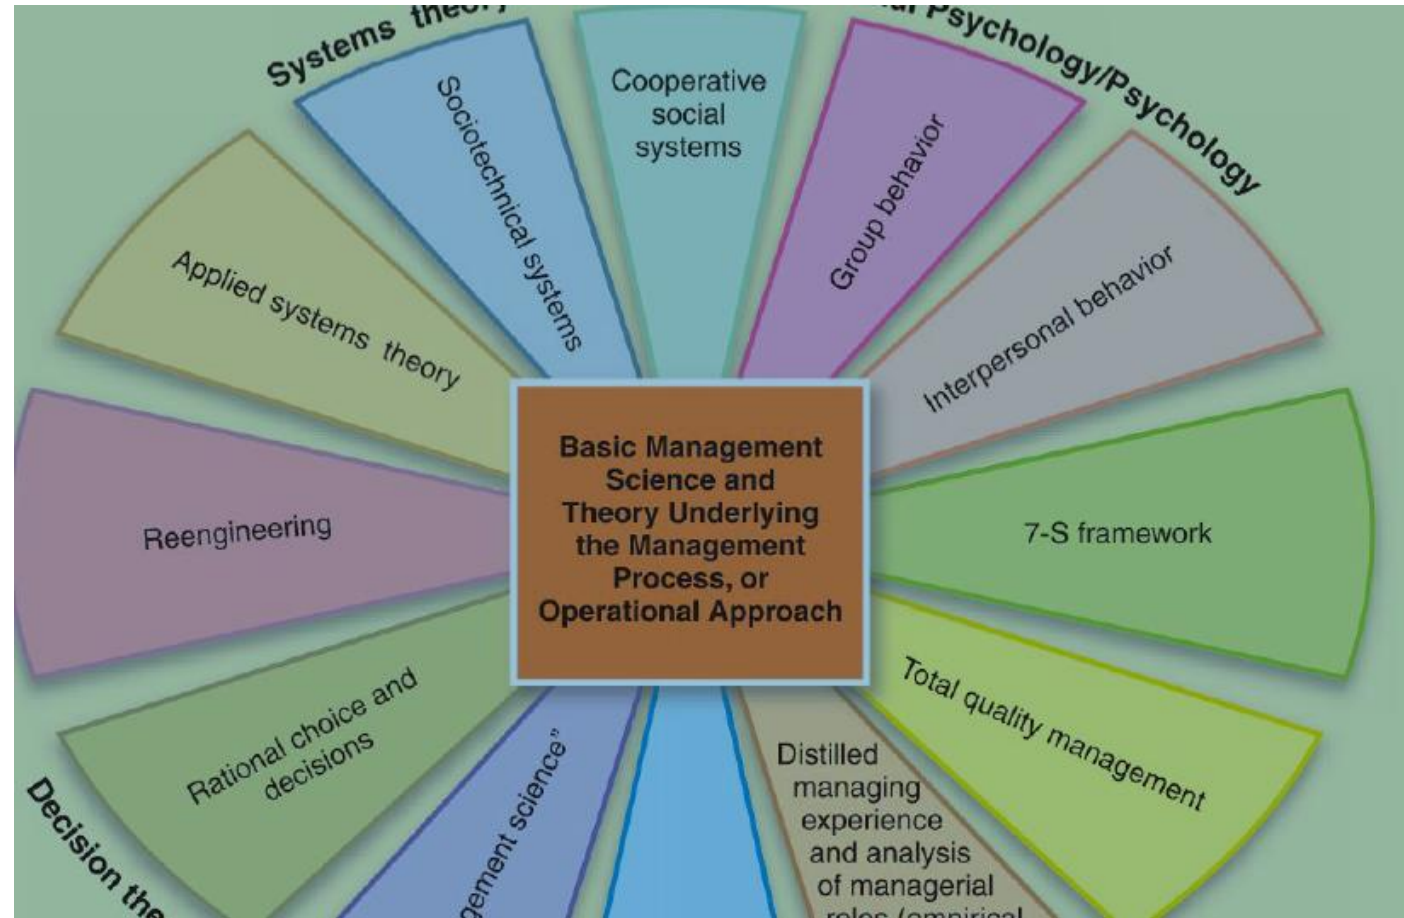 Systems theory
Psychology/Psychology
Sociotechnical systems
Cooperative
social
systems
Group behavior
Interpersonal behavior
Applied systems theory
Reengineering
Basic Management
Science and
Theory Underlying
the Management
Process, or
Operational Approach
7-S framework
Rational choice and
decisions
Total quality management
Decision
science”
Distilled
managing
experience
and analysis
of managerial